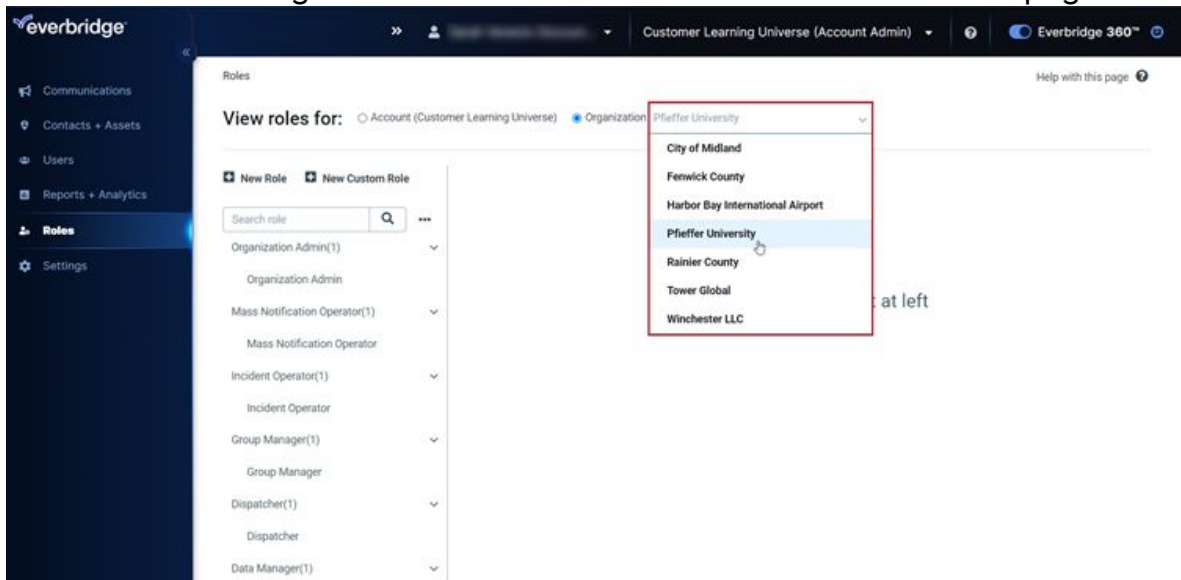 everbridge
Customer Learning Universe (Account Admin)
Everbridge 360™
Communications
Contacts + Assets
Users
Reports + Analytics
Roles
Settings
Roles
Help with this page
View roles for: Account (Customer Learning Universe) Organization Pfieffer University
City of Midland
Fenwick County
Harbor Bay International Airport
Pfieffer University
Rainier County
Tower Global
Winchester LLC
New Role New Custom Role
Search role
Organization Admin(1)
Organization Admin
Mass Notification Operator(1)
Mass Notification Operator
Incident Operator(1)
Incident Operator
Group Manager(1)
Group Manager
Dispatcher(1)
Dispatcher
Data Manager(1)
at left